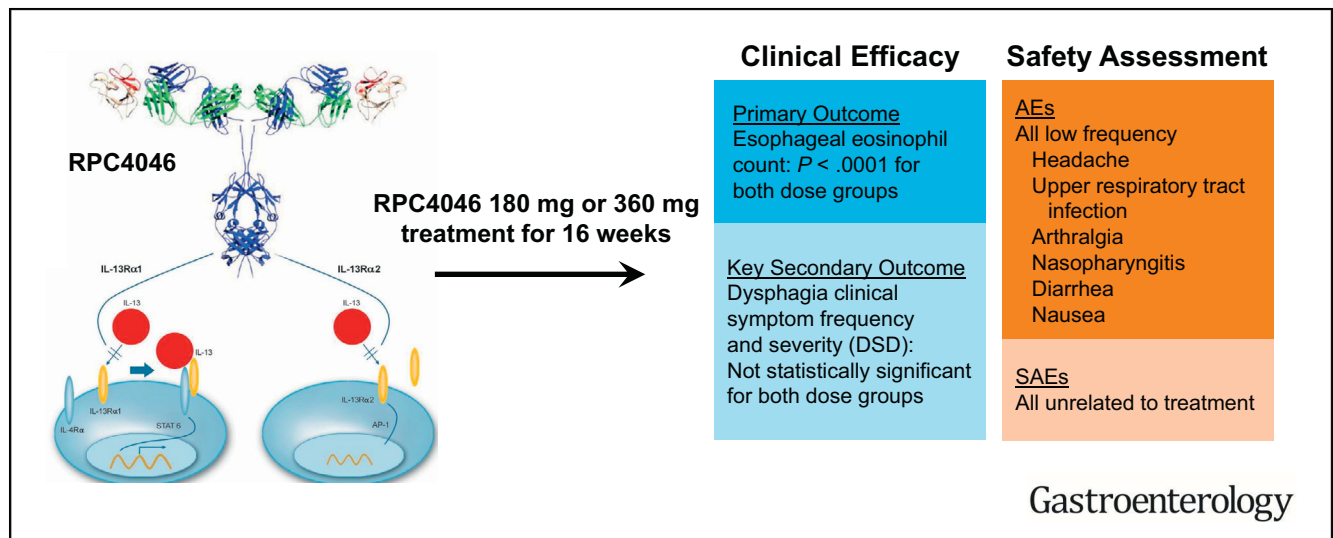 RPC4046
IL-13Rα1
IL-13Rα2
IL-13
IL-13
IL-13
IL-13Rα1
IL-4Rα
STAT 6
IL-13Rα2
AP-1
RPC4046 180 mg or 360 mg
treatment for 16 weeks
Clinical Efficacy
Primary Outcome
Esophageal eosinophil
count: P < .0001 for
both dose groups
Key Secondary Outcome
Dysphagia clinical
symptom frequency
and severity (DSD):
Not statistically significant
for both dose groups
Safety Assessment
AEs
All low frequency
Headache
Upper respiratory tract
infection
Arthralgia
Nasopharyngitis
Diarrhea
Nausea
SAEs
All unrelated to treatment
Gastroenterology